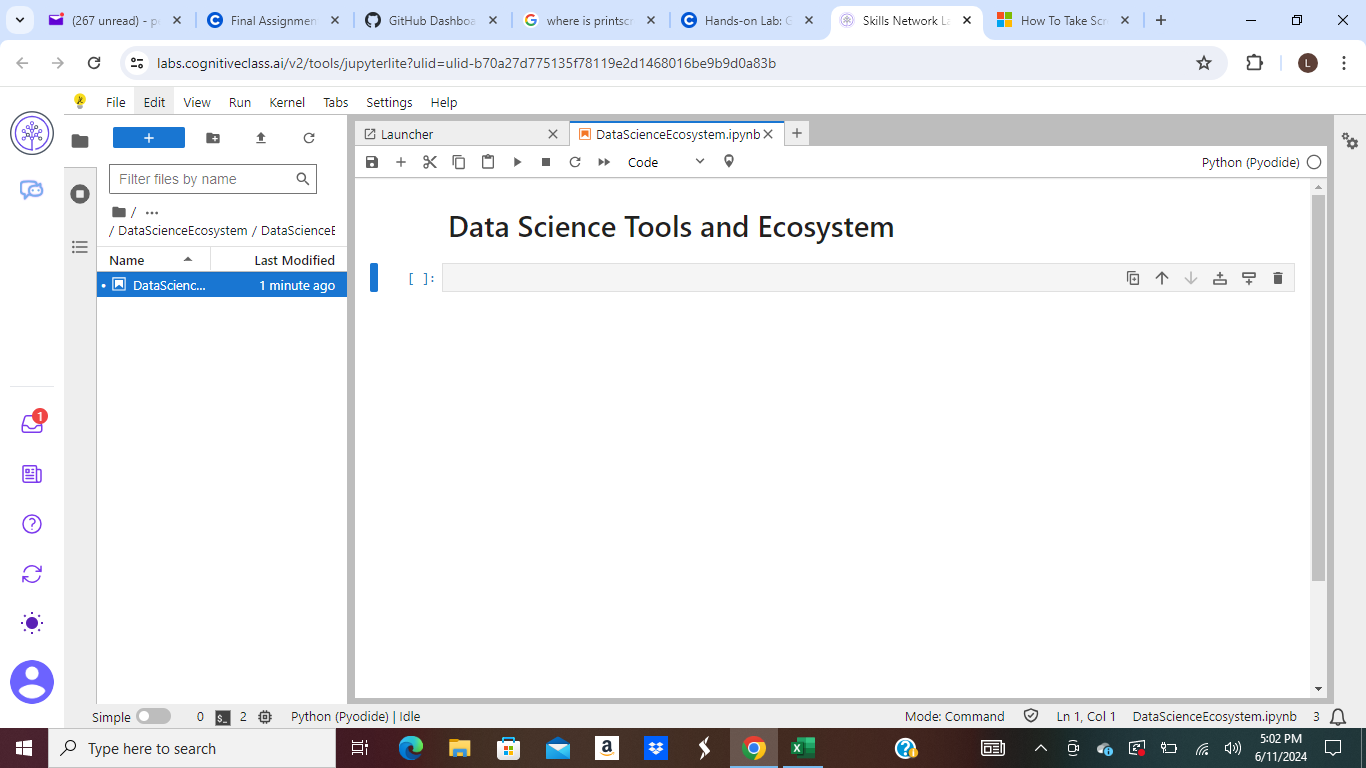 (267 unread) - p
Final Assignmen
GitHub Dashboa
where is printscr
Hands-on Lab: G
Skills Network La
How To Take Scr
labs.cognitiveclass.ai/v2/tools/jupyterlite?ulid=ulid-b70a27d775135f78119e2d1468016be9b9d0a83b
L
File Edit View Run Kernel Tabs Settings Help
Launcher
DataScienceEcosystem.ipynb
Filter files by name
Code
Python (Pyodide)
/ ...
/ DataScienceEcosystem / DataScienceE
Name Last Modified
DataScienc... 1 minute ago
Data Science Tools and Ecosystem
[ ]:
1
Simple 0 $_ 2 Python (Pyodide) | Idle Mode: Command Ln 1, Col 1 DataScienceEcosystem.ipynb 3
Type here to search
5:02 PM
6/11/2024